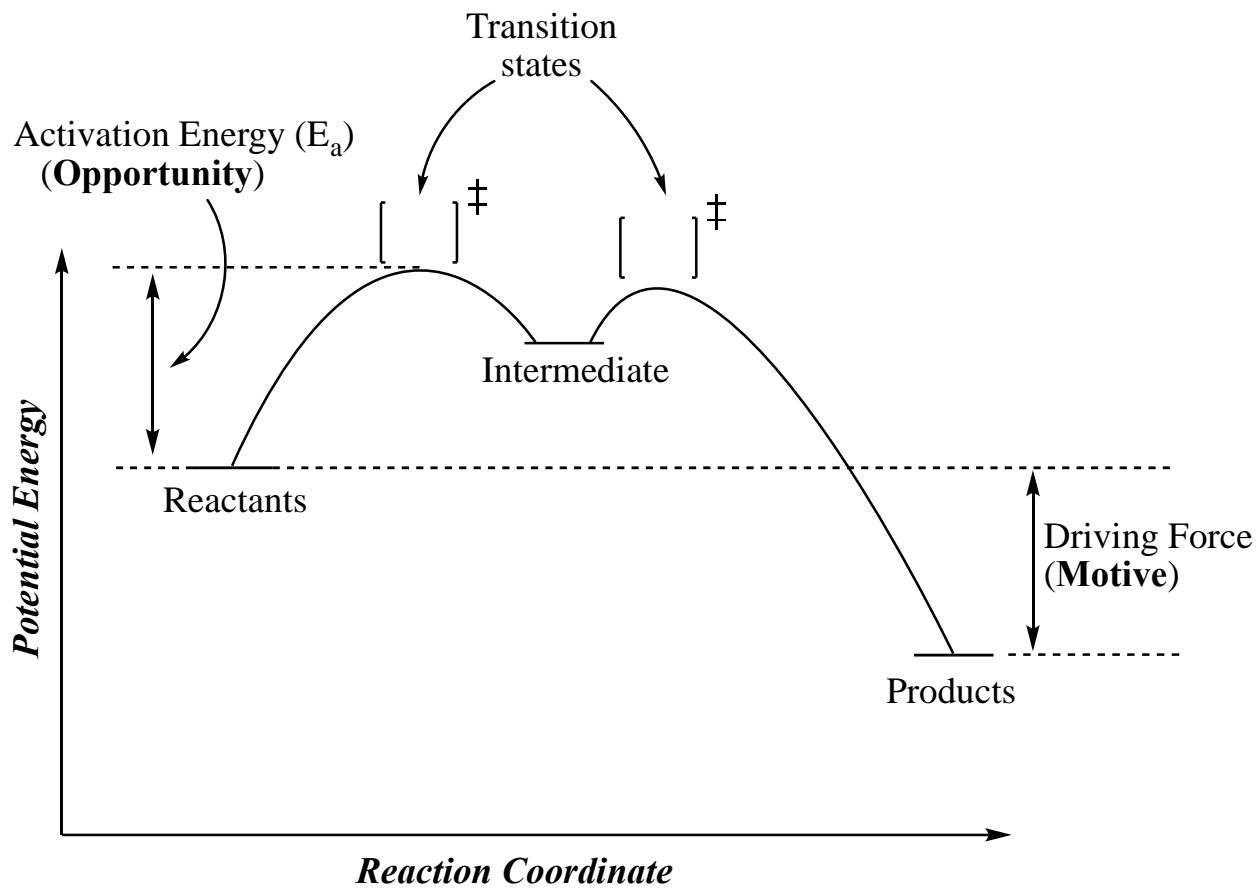 Transition
states
Activation Energy (Ea)
(Opportunity)
‡
‡
Intermediate
Reactants
Driving Force
(Motive)
Products
Potential Energy
Reaction Coordinate